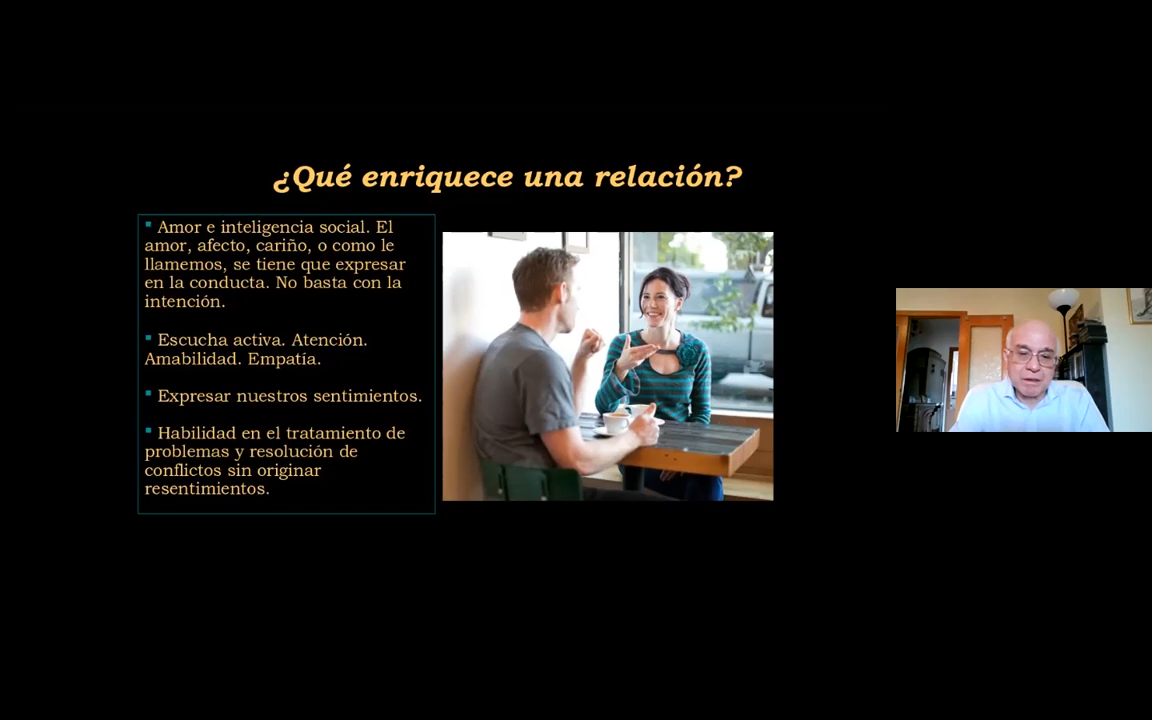 ¿Qué enriquece una relación?
▪ Amor e inteligencia social. El
amor, afecto, cariño, o como le
llamemos, se tiene que expresar
en la conducta. No basta con la
intención.
▪ Escucha activa. Atención.
Amabilidad. Empatía.
▪ Expresar nuestros sentimientos.
▪ Habilidad en el tratamiento de
problemas y resolución de
conflictos sin originar
resentimientos.